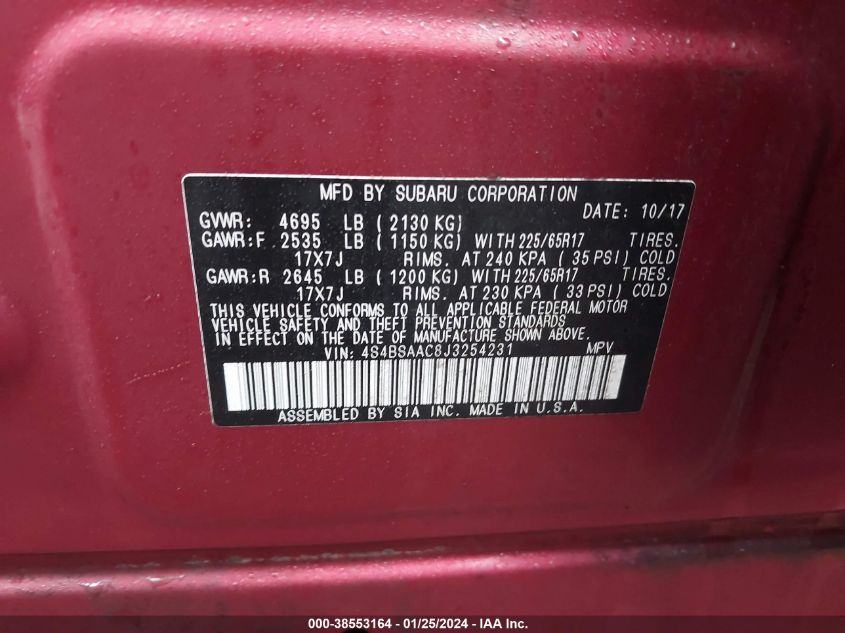 MFD BY SUBARU CORPORATION
DATE: 10/17
GVWR: 4695 LB ( 2130 KG)
GAWR:F 2535 LB ( 1150 KG) WITH 225/65R17 TIRES.
17X7J RIMS. AT 240 KPA ( 35 PSI) COLD
GAWR:R 2645 LB ( 1200 KG) WITH 225/65R17 TIRES.
17X7J RIMS. AT 230 KPA ( 33 PSI) COLD
THIS VEHICLE CONFORMS TO ALL APPLICABLE FEDERAL MOTOR
VEHICLE SAFETY AND THEFT PREVENTION STANDARDS
IN EFFECT ON THE DATE OF MANUFACTURE SHOWN ABOVE.
VIN: 4S4BSAAC8J3254231 MPV
ASSEMBLED BY SIA INC. MADE IN U.S.A.
000-38553164 - 01/25/2024 - IAA Inc.